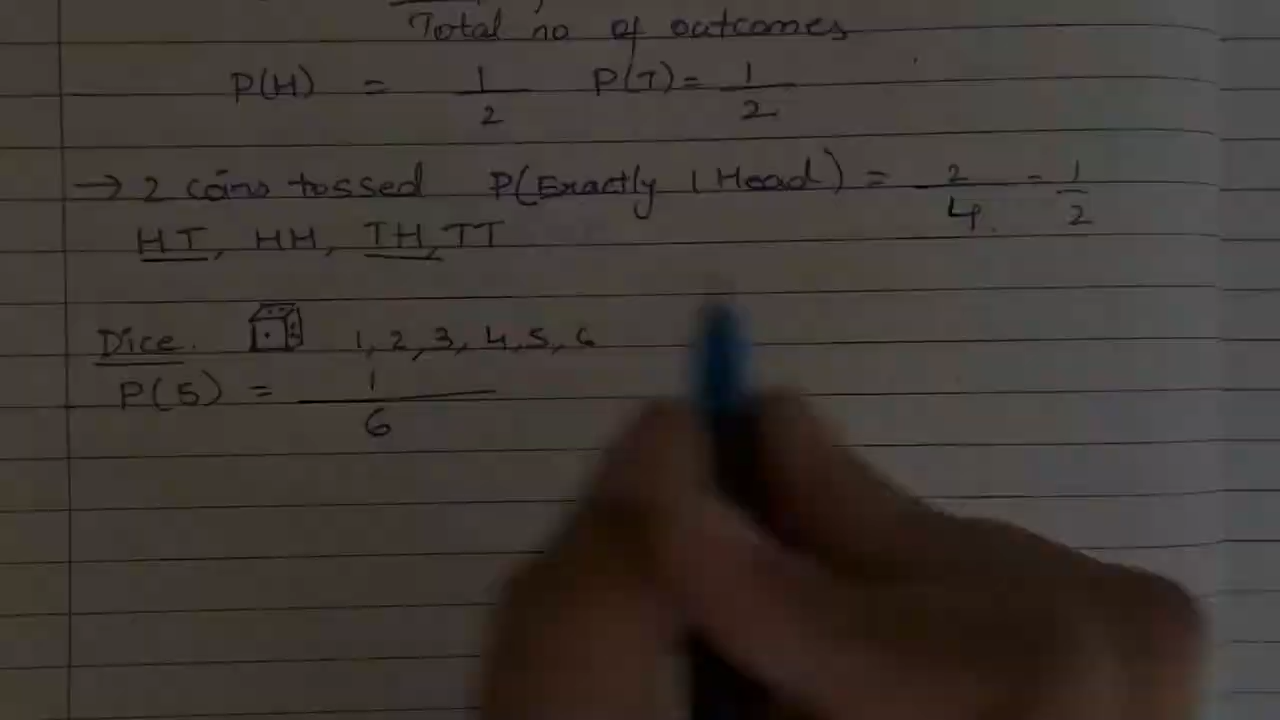 Total no of outcomes
P(H) = 1/2 P(T) = 1/2
→ 2 coins tossed P(Exactly 1 Head) = 2/4 = 1/2
HT, HH, TH, TT
Dice. 1, 2, 3, 4, 5, 6
P(5) = 1/6